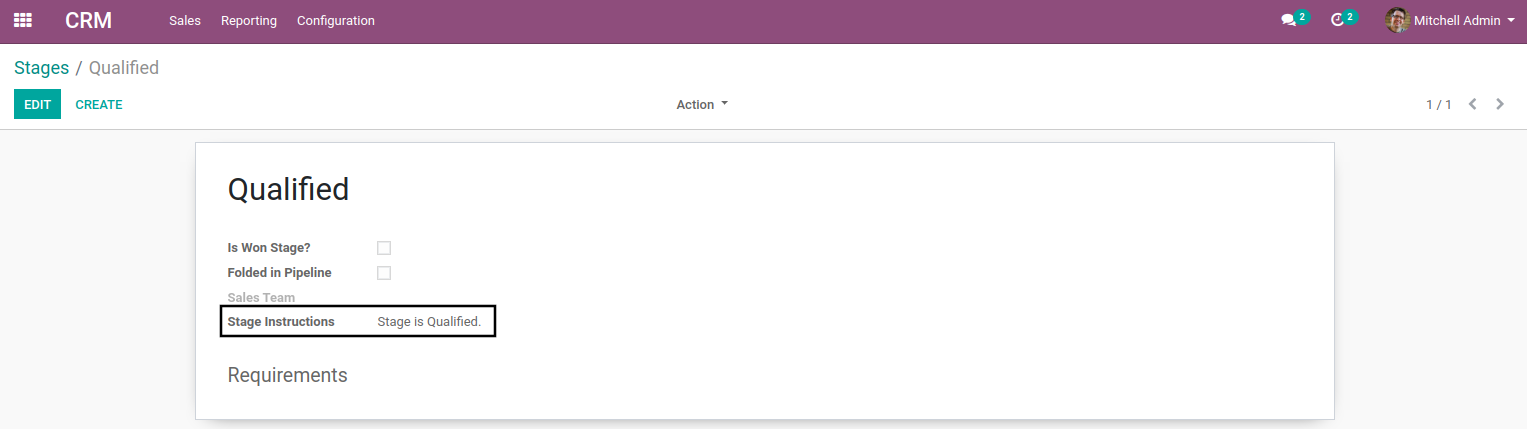 CRM Sales Reporting Configuration 2 2 Mitchell Admin
Stages / Qualified
EDIT CREATE Action 1 / 1
Qualified
Is Won Stage?
Folded in Pipeline
Sales Team
Stage Instructions Stage is Qualified.
Requirements